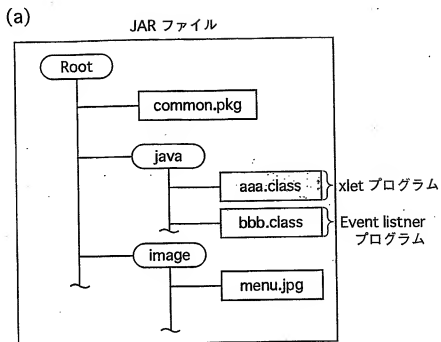 (a)
JAR ファイル
Root
common.pkg
java
aaa.class
xlet プログラム
bbb.class
Event listner
プログラム
image
menu.jpg